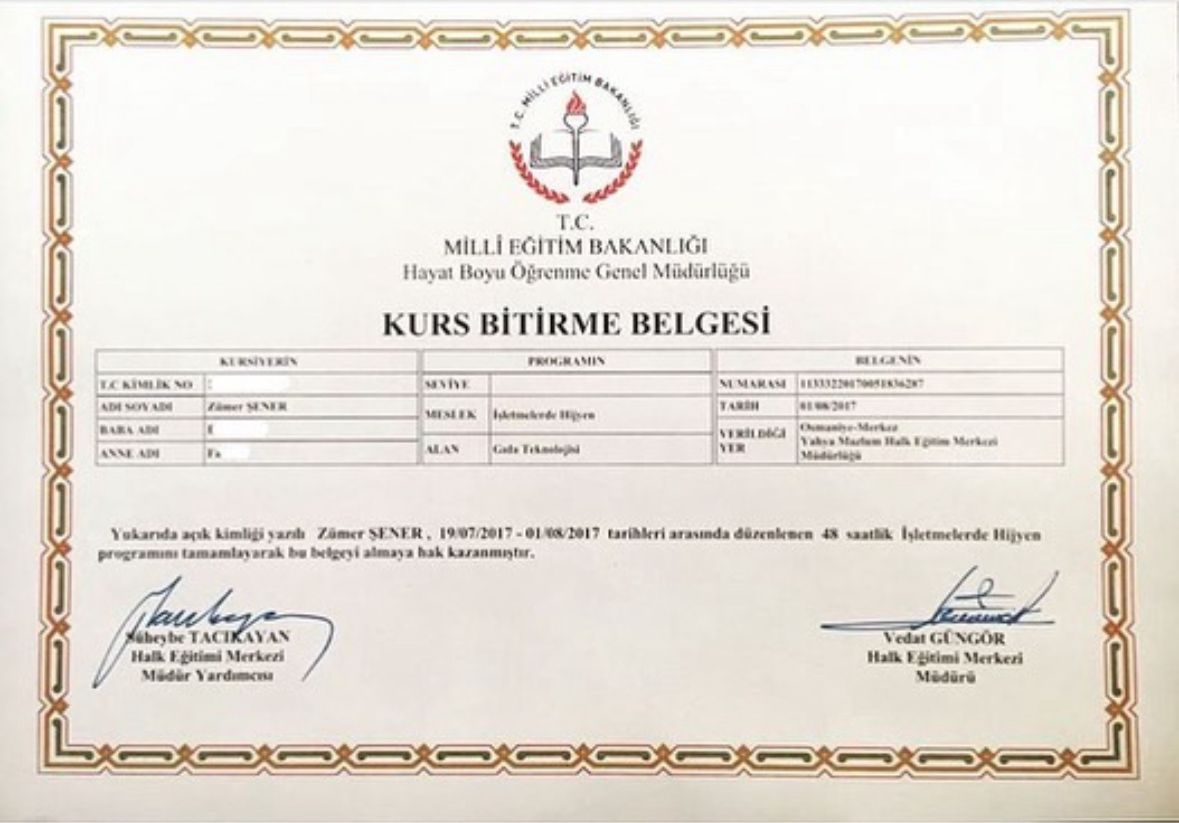 T.C. MİLLİ EĞİTİM BAKANLIĞI
T.C.
MİLLÎ EĞİTİM BAKANLIĞI
Hayat Boyu Öğrenme Genel Müdürlüğü
KURS BİTİRME BELGESİ
KURSİYERİN
T.C KİMLİK NO
ADI SOYADI Zümer ŞENER
BABA ADI
ANNE ADI Fa
PROGRAMIN
SEVİYE
MESLEK İşletmelerde Hijyen
ALAN Gıda Teknolojisi
BELGENİN
NUMARASI
TARİH 01/08/2017
VERİLDİĞİ YER Osmaniye-Merkez
Yahya Mazlum Halk Eğitim Merkezi
Müdürlüğü
Yukarıda açık kimliği yazılı Zümer ŞENER , 19/07/2017 - 01/08/2017 tarihleri arasında düzenlenen 48 saatlik İşletmelerde Hijyen
programını tamamlayarak bu belgeyi almaya hak kazanmıştır.
Süheybe TACIKAYAN
Halk Eğitimi Merkezi
Müdür Yardımcısı
Vedat GÜNGÖR
Halk Eğitimi Merkezi
Müdürü